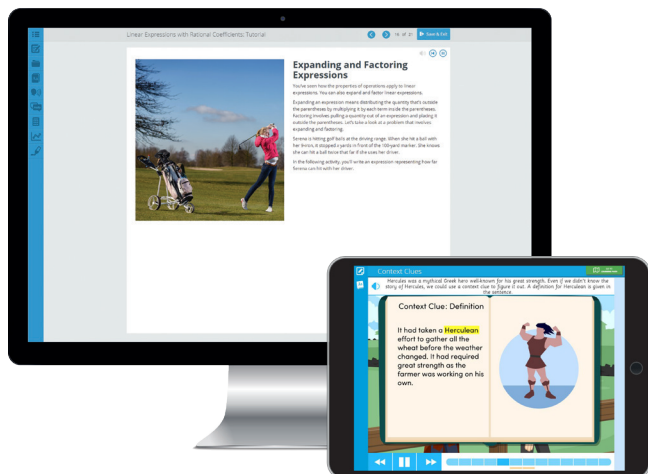 Linear Expressions with Rational Coefficients: Tutorial
16 of 21
Save & Exit
Expanding and Factoring
Expressions
You've seen how the properties of operations apply to linear
expressions. You can also expand and factor linear expressions.
Expanding an expression means distributing the quantity that's outside
the parentheses by multiplying it by each term inside the parentheses.
Factoring involves pulling a quantity out of an expression and placing it
outside the parentheses. Let's take a look at a problem that involves
expanding and factoring.
Serena is hitting golf balls at the driving range. When she hit a ball with
her 9-iron, it stopped x yards in front of the 100-yard marker. She knows
she can hit a ball twice that far if she uses her driver.
In the following activity, you'll write an expression representing how far
Serena can hit with her driver.
Context Clues
Hercules was a mythical Greek hero well-known for his great strength. Even if we didn't know the
story of Hercules, we could use a context clue to figure it out. A definition for Herculean is given in
the sentence.
Context Clue: Definition
It had taken a Herculean
effort to gather all the
wheat before the weather
changed. It had required
great strength as the
farmer was working on his
own.